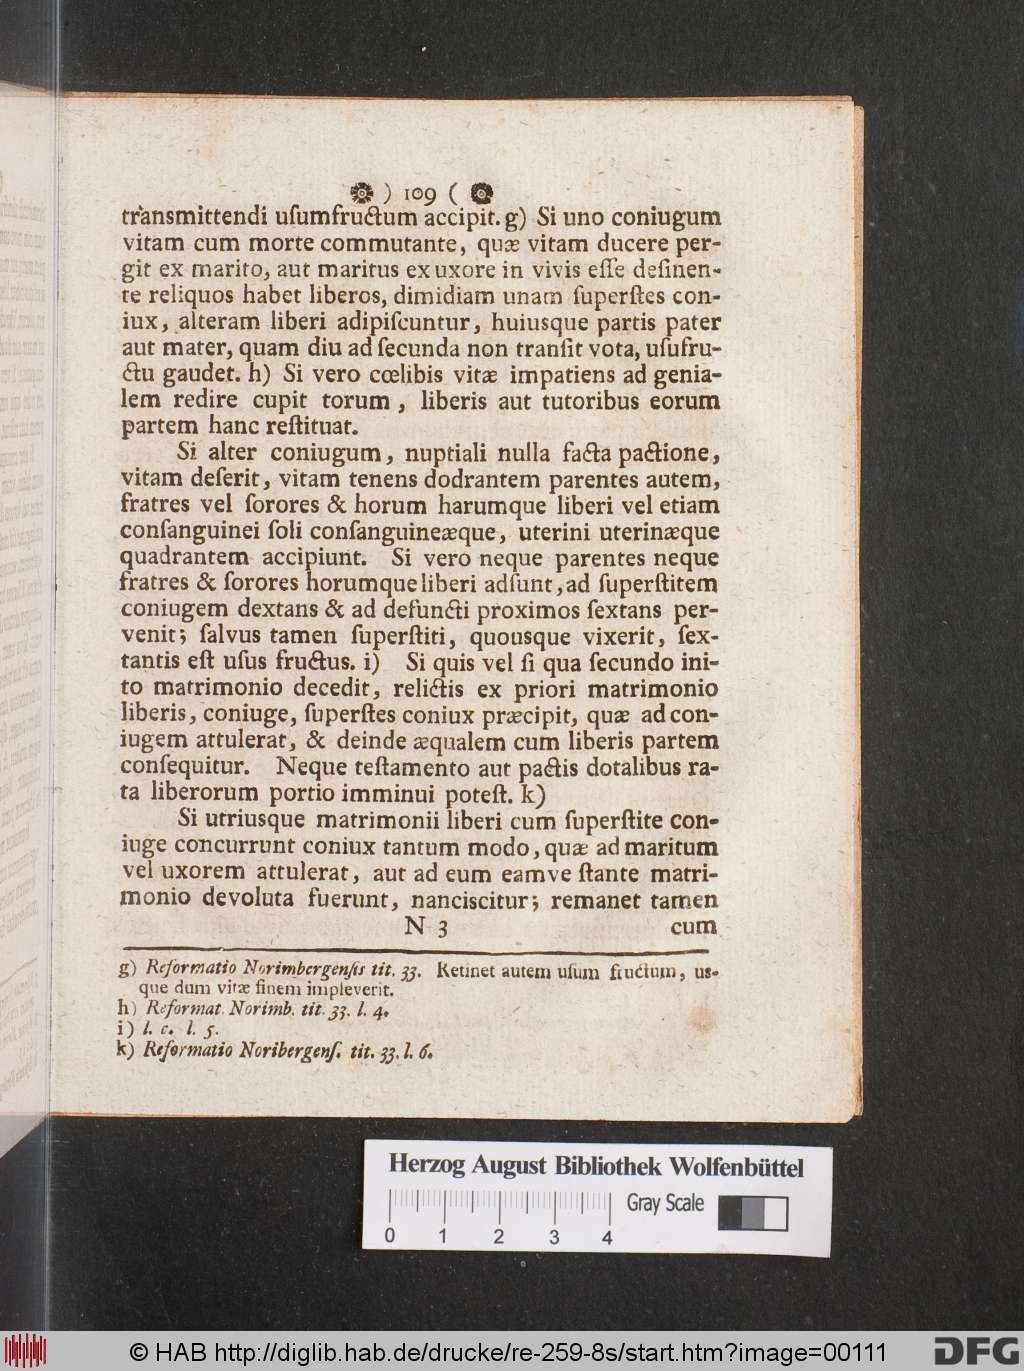 ) 109 (
transmittendi uſumfructum accipit. g) Si uno coniugum
vitam cum morte commutante, quæ vitam ducere per-
git ex marito, aut maritus ex uxore in vivis eſſe deſinen-
te reliquos habet liberos, dimidiam unam ſuperſtes con-
iux, alteram liberi adipiſcuntur, huiusque partis pater
aut mater, quam diu ad ſecunda non tranſit vota, uſufru-
ctu gaudet. h) Si vero cœlibis vitæ impatiens ad genia-
lem redire cupit torum, liberis aut tutoribus eorum
partem hanc reſtituat.
Si alter coniugum, nuptiali nulla facta pactione,
vitam deſerit, vitam tenens dodrantem parentes autem,
fratres vel ſorores & horum harumque liberi vel etiam
conſanguinei ſoli conſanguineæque, uterini uterinæque
quadrantem accipiunt. Si vero neque parentes neque
fratres & ſorores horumque liberi adſunt, ad ſuperſtitem
coniugem dextans & ad defuncti proximos ſextans per-
venit; ſalvus tamen ſuperſtiti, quousque vixerit, ſex-
tantis eſt uſus fructus. i) Si quis vel ſi qua ſecundo ini-
to matrimonio decedit, relictis ex priori matrimonio
liberis, coniuge, ſuperſtes coniux præcipit, quæ ad con-
iugem attulerat, & deinde æqualem cum liberis partem
conſequitur. Neque teſtamento aut pactis dotalibus ra-
ta liberorum portio imminui poteſt. k)
Si utriusque matrimonii liberi cum ſuperſtite con-
iuge concurrunt coniux tantum modo, quæ ad maritum
vel uxorem attulerat, aut ad eum eamve ſtante matri-
monio devoluta fuerunt, nanciscitur; remanet tamen
N 3 cum
g) Reformatio Norimbergenſis tit. 33. Retinet autem uſum fructum, us-
que dum vitæ finem impleverit.
h) Reformat. Norimb. tit. 33. l. 4.
i) l. c. l. 5.
k) Reformatio Noribergenſ. tit. 33. l. 6.
Herzog August Bibliothek Wolfenbüttel
Gray Scale
0 1 2 3 4
© HAB http://diglib.hab.de/drucke/re-259-8s/start.htm?image=00111
DFG